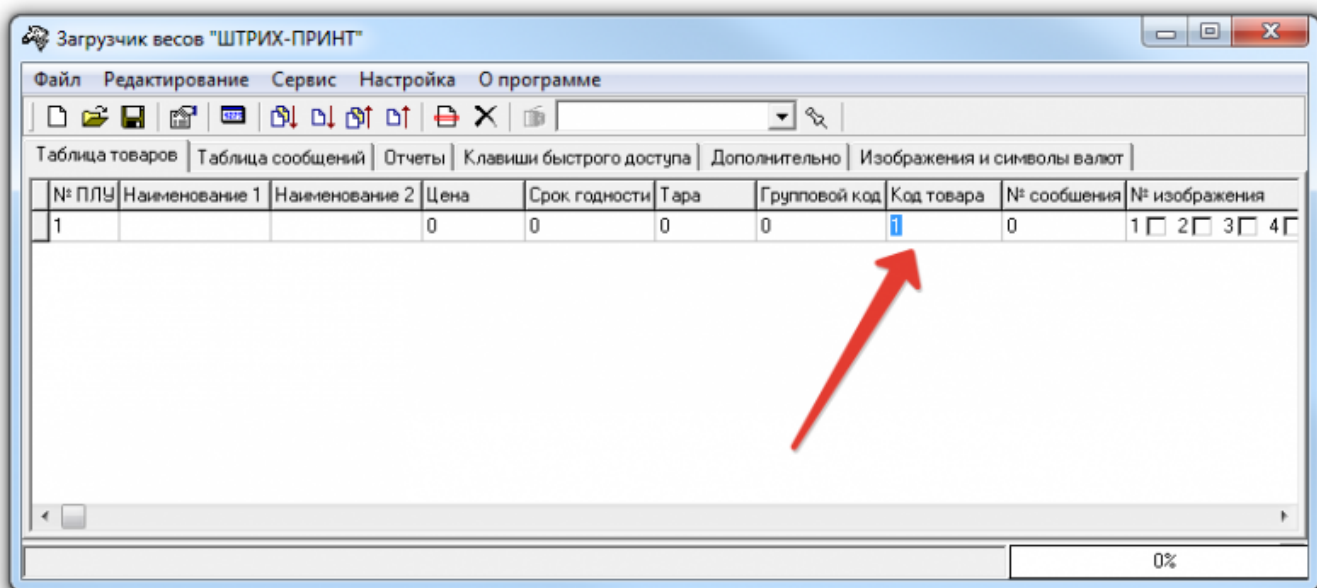 Загрузчик весов "ШТРИХ-ПРИНТ"
Файл Редактирование Сервис Настройка О программе
Таблица товаров Таблица сообщений Отчеты Клавиши быстрого доступа Дополнительно Изображения и символы валют
№ ПЛУ Наименование 1 Наименование 2 Цена Срок годности Тара Групповой код Код товара № сообшения № изображения
1 0 0 0 0 1 0 1 2 3 4
0%